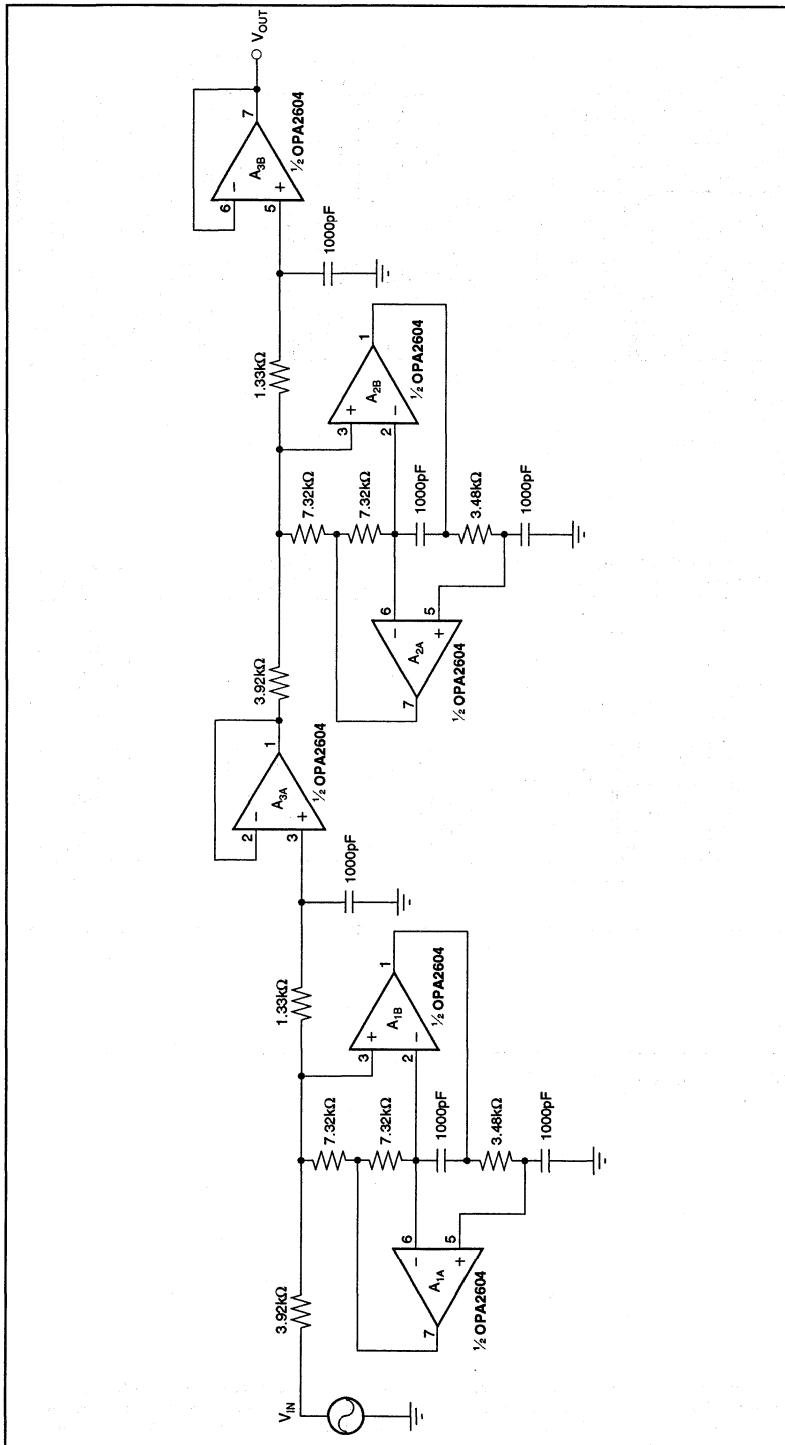 V_IN
3.92kΩ
7
A_1A
−
+
6
5
½ OPA2604
7.32kΩ
7.32kΩ
1000pF
3.48kΩ
1000pF
3
2
+
−
A_1B
1
½ OPA2604
1.33kΩ
1000pF
2
3
−
+
A_3A
1
½ OPA2604
3.92kΩ
7
A_2A
−
+
6
5
½ OPA2604
7.32kΩ
7.32kΩ
1000pF
3.48kΩ
1000pF
3
2
+
−
A_2B
1
½ OPA2604
1.33kΩ
1000pF
6
5
−
+
A_3B
7
½ OPA2604
V_OUT